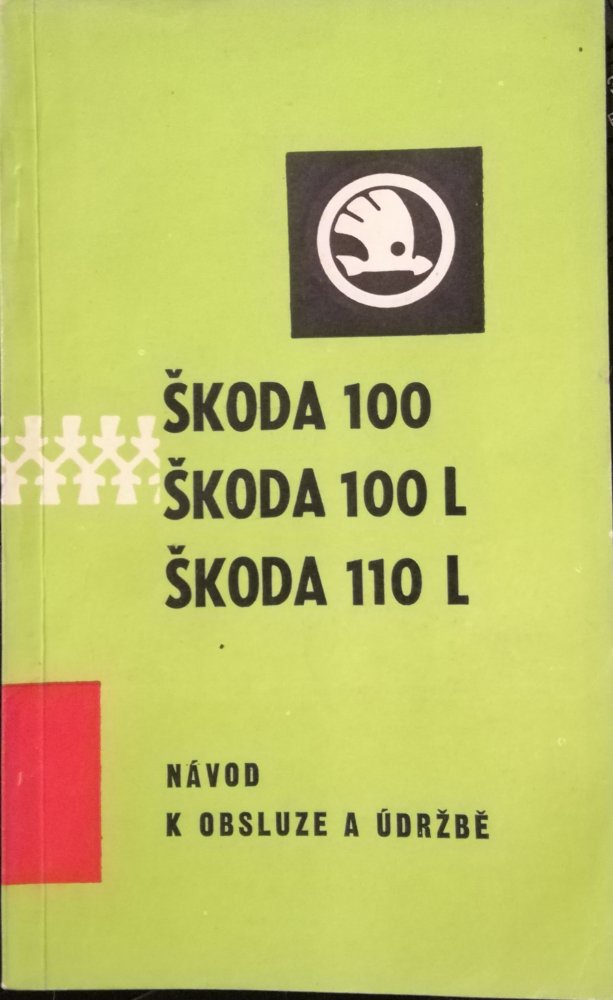 ŠKODA 100
ŠKODA 100 L
ŠKODA 110 L
NÁVOD
K OBSLUZE A ÚDRŽBĚ